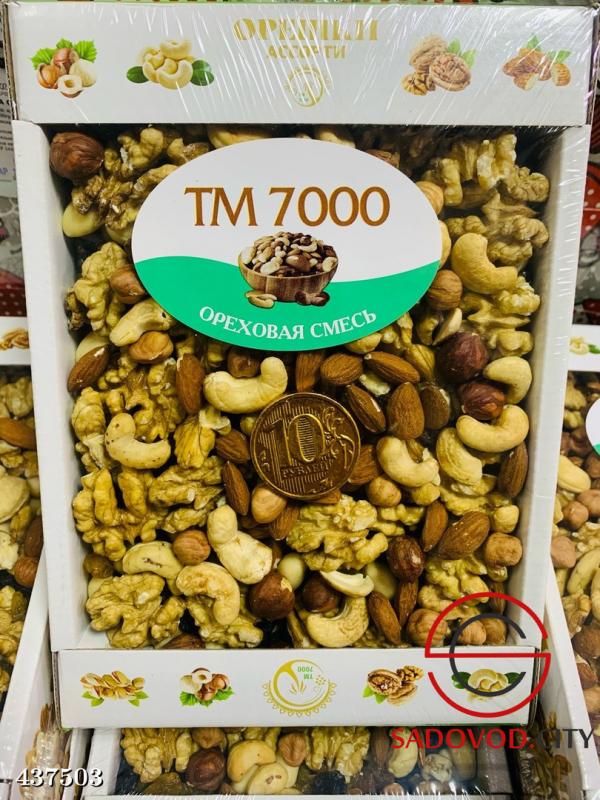 ОРЕШКИ
АССОРТИ
ТМ 7000
ОРЕХОВАЯ СМЕСЬ
10
РУБЛЕЙ
ТМ
7000
SADOVOD.CITY
437503